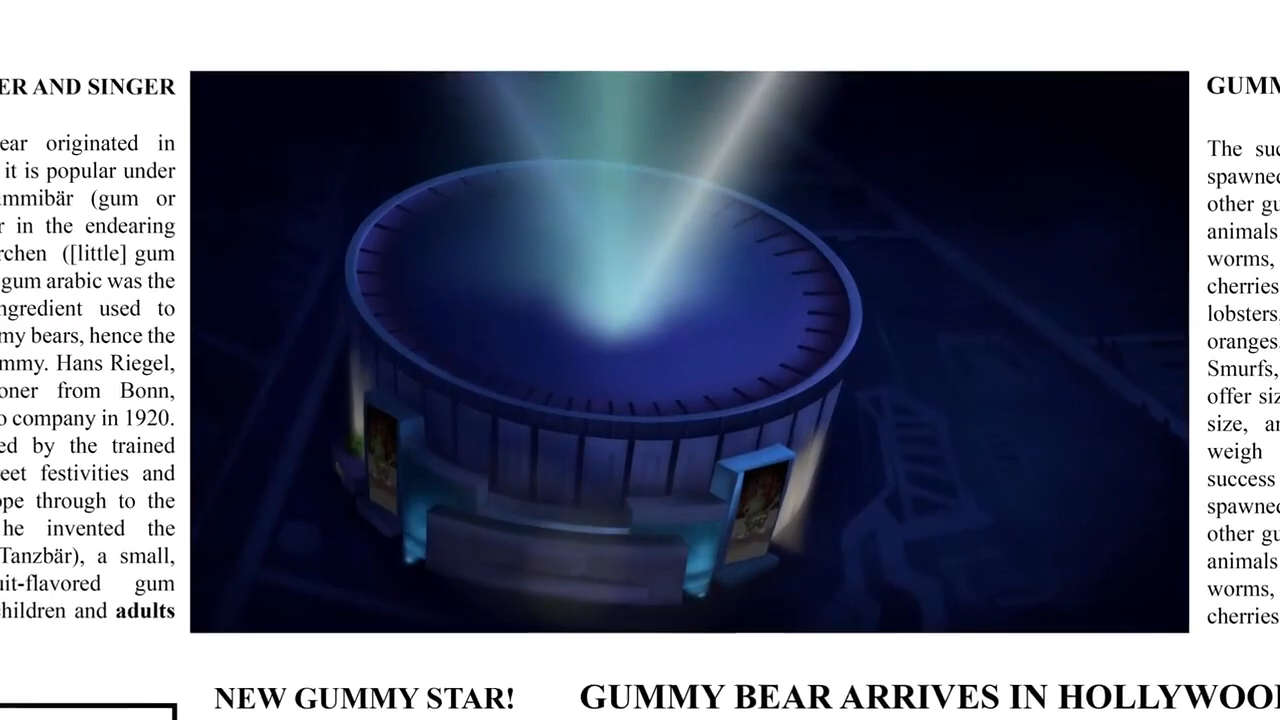 ER AND SINGER
ear originated in
it is popular under
ummibär (gum or
r in the endearing
rchen ([little] gum
gum arabic was the
ngredient used to
my bears, hence the
mmy. Hans Riegel,
oner from Bonn,
o company in 1920.
ed by the trained
eet festivities and
ope through to the
he invented the
Tanzbär), a small,
uit-flavored gum
children and adults
GUMM
The suc
spawned
other gu
animals
worms,
cherries
lobsters,
oranges,
Smurfs,
offer siz
size, an
weigh
success
spawned
other gu
animals
worms,
cherries
NEW GUMMY STAR!
GUMMY BEAR ARRIVES IN HOLLYWOOD